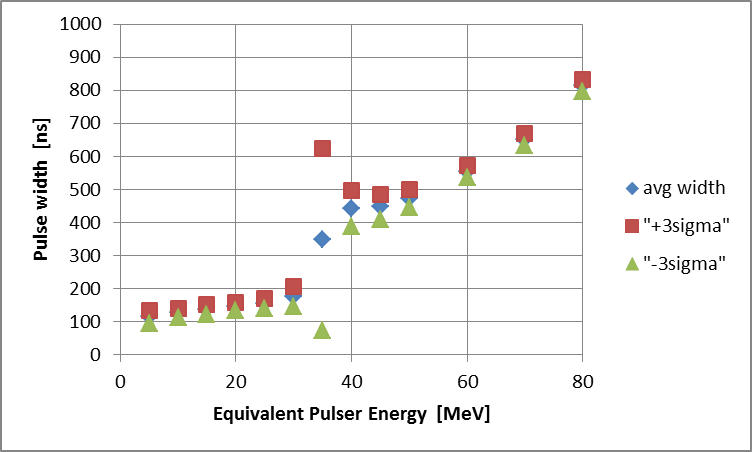 1000
900
800
700
600
500
400
300
200
100
0
Pulse width  [ns]
0 20 40 60 80
Equivalent Pulser Energy  [MeV]
avg width
"+3sigma"
"-3sigma"